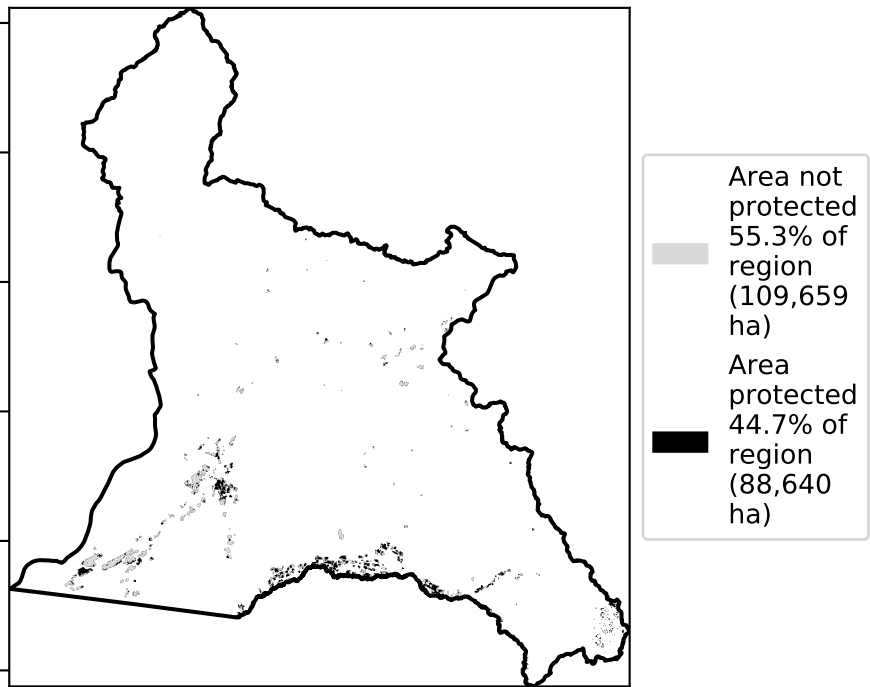 Area not
protected
55.3% of
region
(109,659
ha)
Area
protected
44.7% of
region
(88,640
ha)